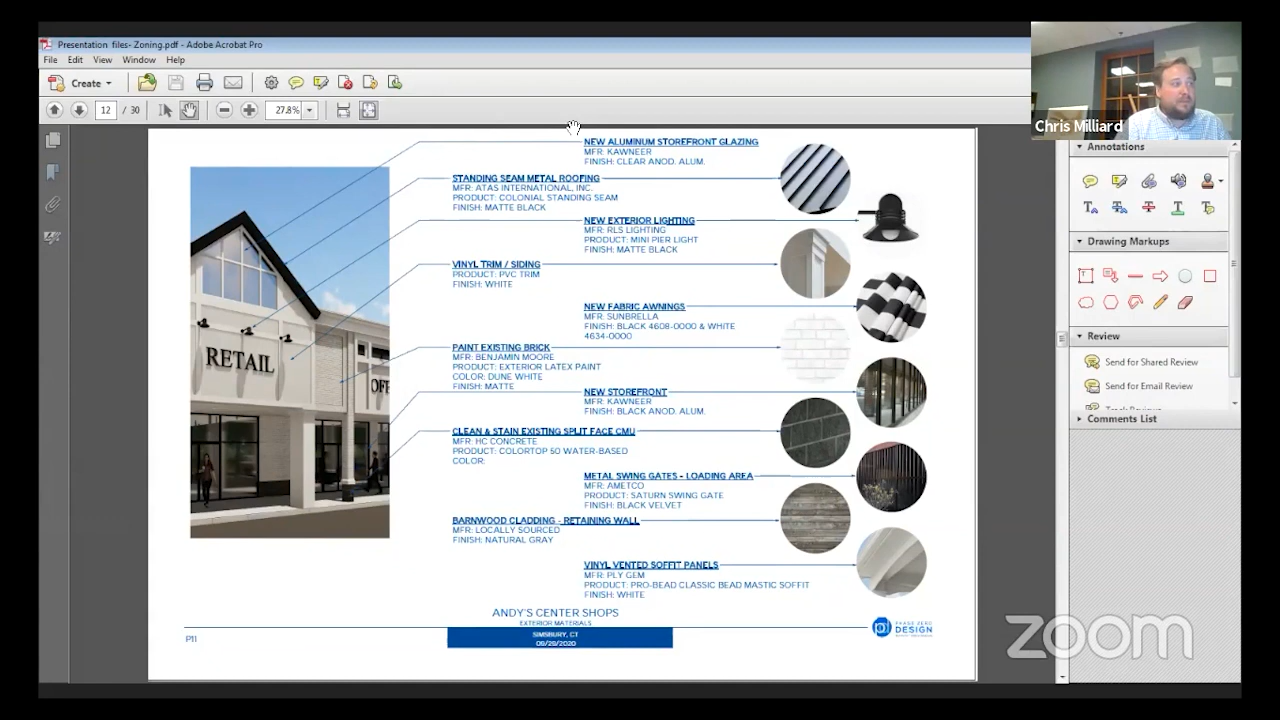 Presentation files- Zoning.pdf - Adobe Acrobat Pro
File Edit View Window Help
Create
12 / 30
27.8%
Chris Milliard
NEW ALUMINUM STOREFRONT GLAZING
MFR: KAWNEER
FINISH: CLEAR ANOD. ALUM.
STANDING SEAM METAL ROOFING
MFR: ATAS INTERNATIONAL, INC.
PRODUCT: COLONIAL STANDING SEAM
FINISH: MATTE BLACK
NEW EXTERIOR LIGHTING
MFR: RLS LIGHTING
PRODUCT: MINI PIER LIGHT
FINISH: MATTE BLACK
VINYL TRIM / SIDING
PRODUCT: PVC TRIM
FINISH: WHITE
NEW FABRIC AWNINGS
MFR: SUNBRELLA
FINISH: BLACK 4608-0000 & WHITE
4634-0000
PAINT EXISTING BRICK
MFR: BENJAMIN MOORE
PRODUCT: EXTERIOR LATEX PAINT
COLOR: DUNE WHITE
FINISH: MATTE
NEW STOREFRONT
MFR: KAWNEER
FINISH: BLACK ANOD. ALUM.
CLEAN & STAIN EXISTING SPLIT FACE CMU
MFR: HC CONCRETE
PRODUCT: COLORTOP 50 WATER-BASED
COLOR:
METAL SWING GATES - LOADING AREA
MFR: AMETCO
PRODUCT: SATURN SWING GATE
FINISH: BLACK VELVET
BARNWOOD CLADDING - RETAINING WALL
MFR: LOCALLY SOURCED
FINISH: NATURAL GRAY
VINYL VENTED SOFFIT PANELS
MFR: PLY GEM
PRODUCT: PRO-BEAD CLASSIC BEAD MASTIC SOFFIT
FINISH: WHITE
RETAIL
OFF
ANDY'S CENTER SHOPS
EXTERIOR MATERIALS
SIMSBURY, CT
09/29/2020
P11
PHASE ZERO
DESIGN
Annotations
Drawing Markups
Review
Send for Shared Review
Send for Email Review
Comments List
zoom